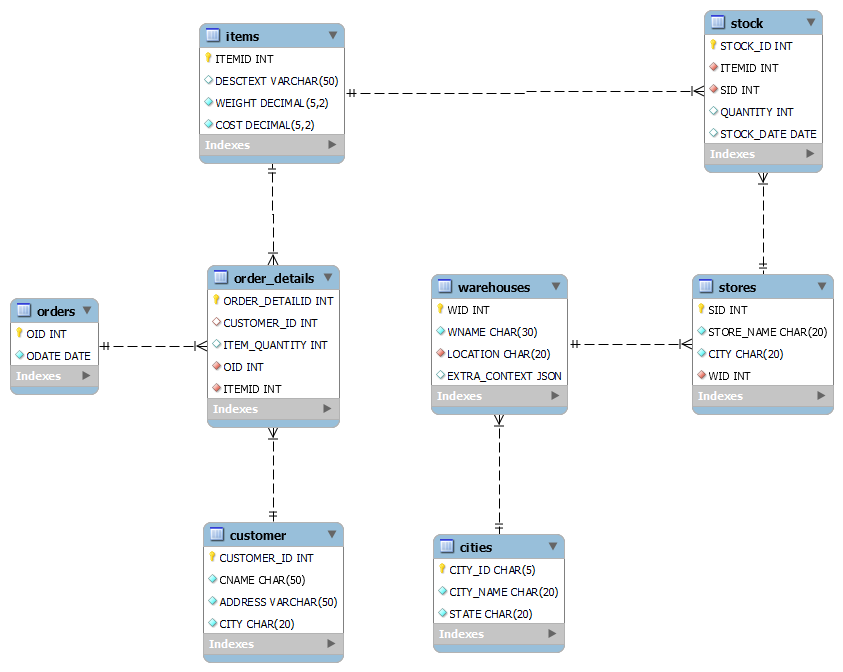 items
ITEMID INT
DESCTEXT VARCHAR(50)
WEIGHT DECIMAL(5,2)
COST DECIMAL(5,2)
Indexes
stock
STOCK_ID INT
ITEMID INT
SID INT
QUANTITY INT
STOCK_DATE DATE
Indexes
orders
OID INT
ODATE DATE
Indexes
order_details
ORDER_DETAILID INT
CUSTOMER_ID INT
ITEM_QUANTITY INT
OID INT
ITEMID INT
Indexes
warehouses
WID INT
WNAME CHAR(30)
LOCATION CHAR(20)
EXTRA_CONTEXT JSON
Indexes
stores
SID INT
STORE_NAME CHAR(20)
CITY CHAR(20)
WID INT
Indexes
customer
CUSTOMER_ID INT
CNAME CHAR(50)
ADDRESS VARCHAR(50)
CITY CHAR(20)
Indexes
cities
CITY_ID CHAR(5)
CITY_NAME CHAR(20)
STATE CHAR(20)
Indexes